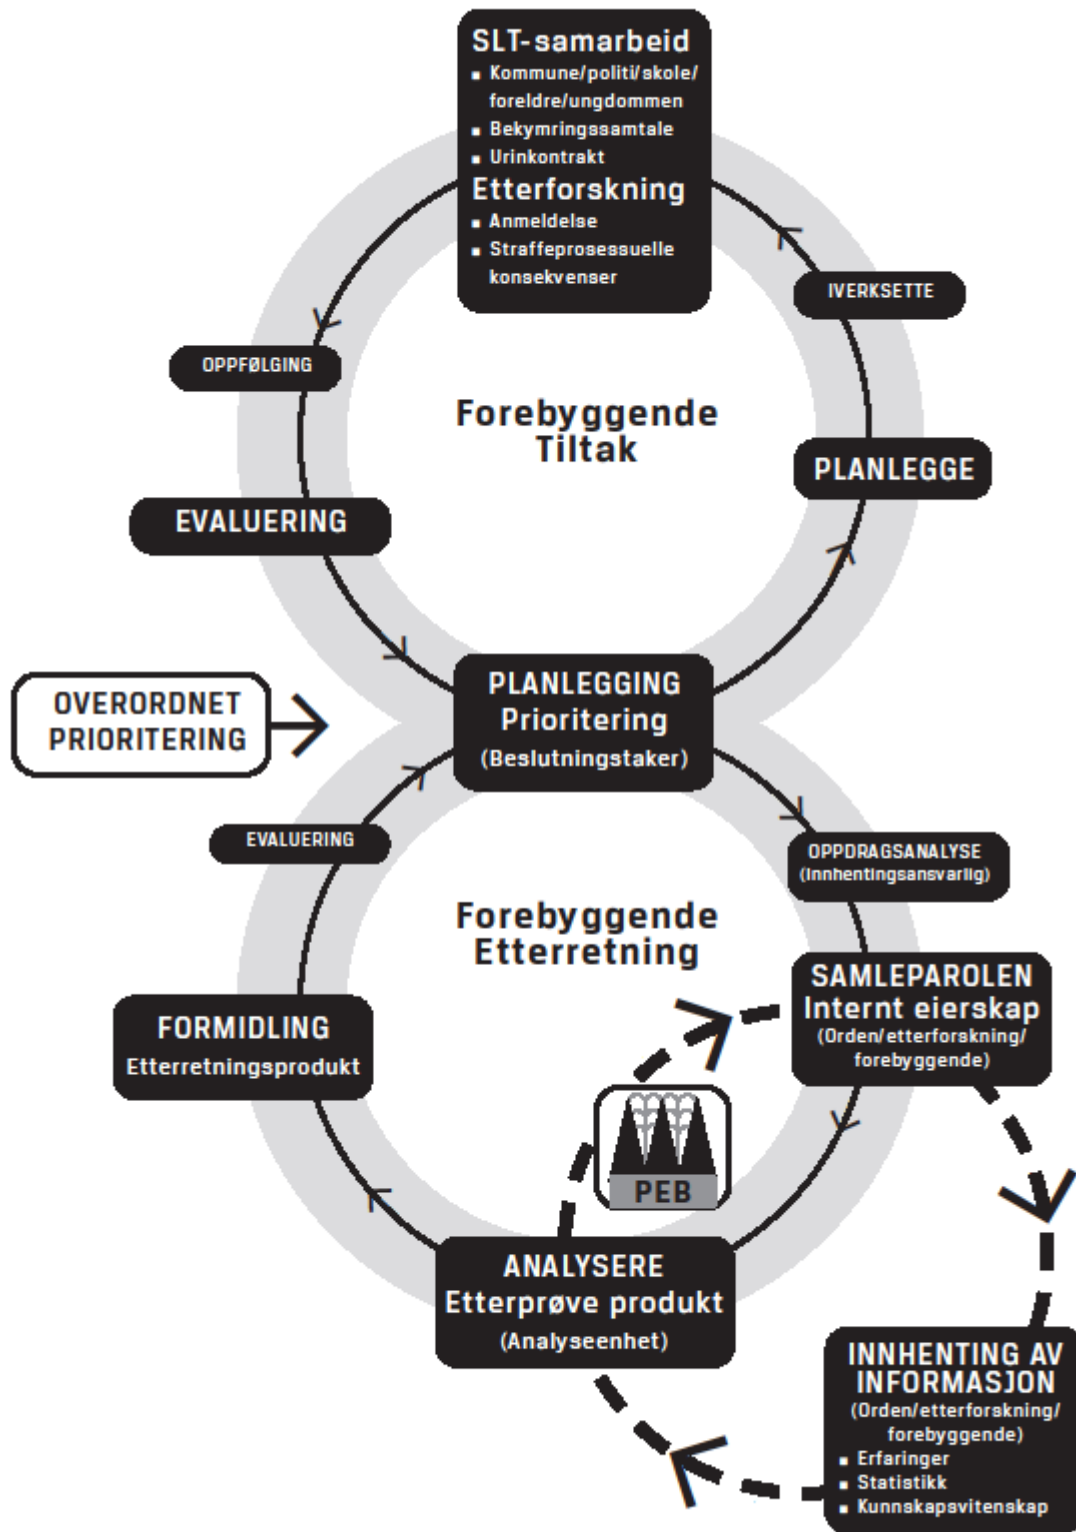 SLT-samarbeid
▪ Kommune/politi/skole/
foreldre/ungdommen
▪ Bekymringssamtale
▪ Urinkontrakt
Etterforskning
▪ Anmeldelse
▪ Straffeprosessuelle
konsekvenser
IVERKSETTE
OPPFØLGING
Forebyggende
Tiltak
PLANLEGGE
EVALUERING
OVERORDNET
PRIORITERING
PLANLEGGING
Prioritering
(Beslutningstaker)
EVALUERING
OPPDRAGSANALYSE
(Innhentingsansvarlig)
Forebyggende
Etterretning
SAMLEPAROLEN
Internt eierskap
(Orden/etterforskning/
forebyggende)
FORMIDLING
Etterretningsprodukt
PEB
ANALYSERE
Etterprøve produkt
(Analyseenhet)
INNHENTING AV
INFORMASJON
(Orden/etterforskning/
forebyggende)
▪ Erfaringer
▪ Statistikk
▪ Kunnskapsvitenskap